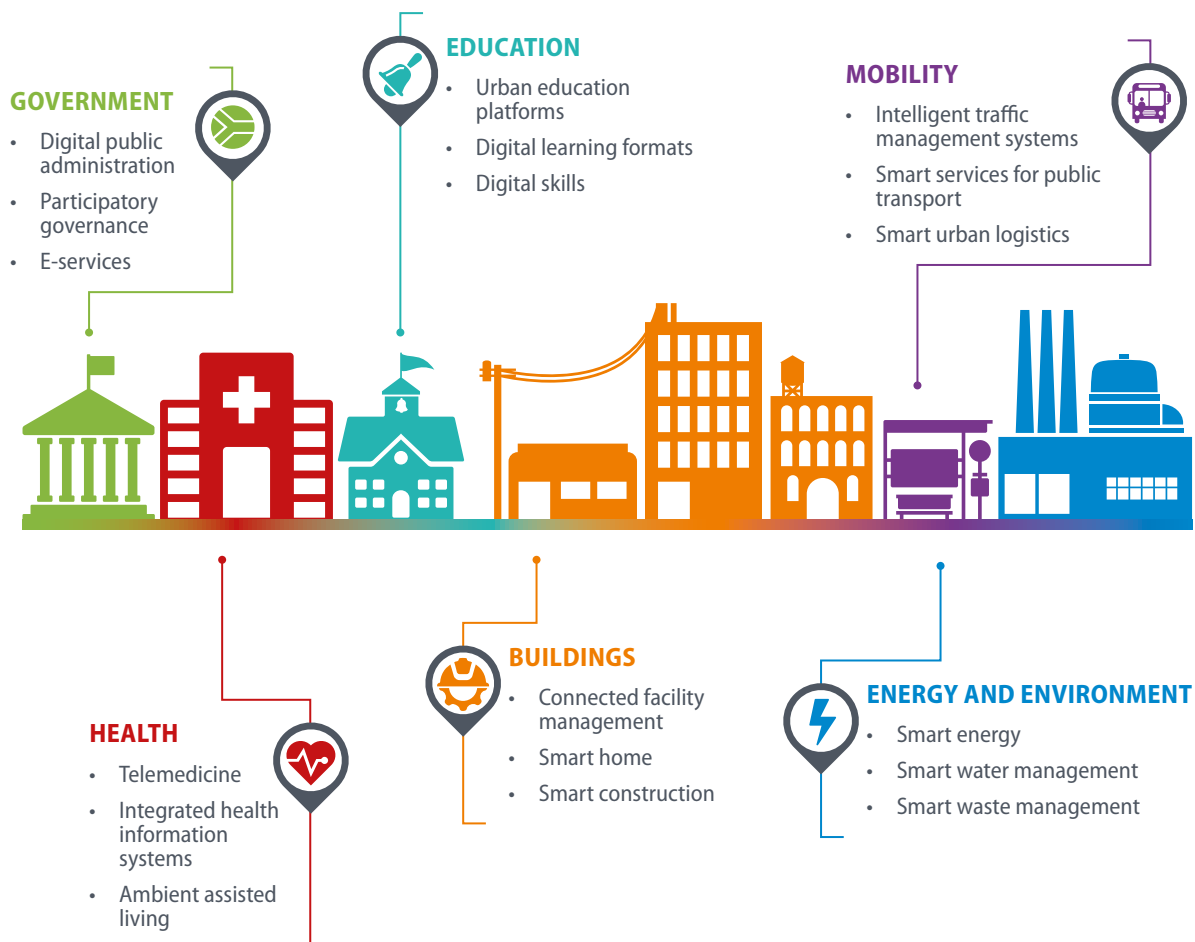 GOVERNMENT
• Digital public
administration
• Participatory
governance
• E-services
EDUCATION
• Urban education
platforms
• Digital learning formats
• Digital skills
MOBILITY
• Intelligent traffic
management systems
• Smart services for public
transport
• Smart urban logistics
HEALTH
• Telemedicine
• Integrated health
information
systems
• Ambient assisted
living
BUILDINGS
• Connected facility
management
• Smart home
• Smart construction
ENERGY AND ENVIRONMENT
• Smart energy
• Smart water management
• Smart waste management